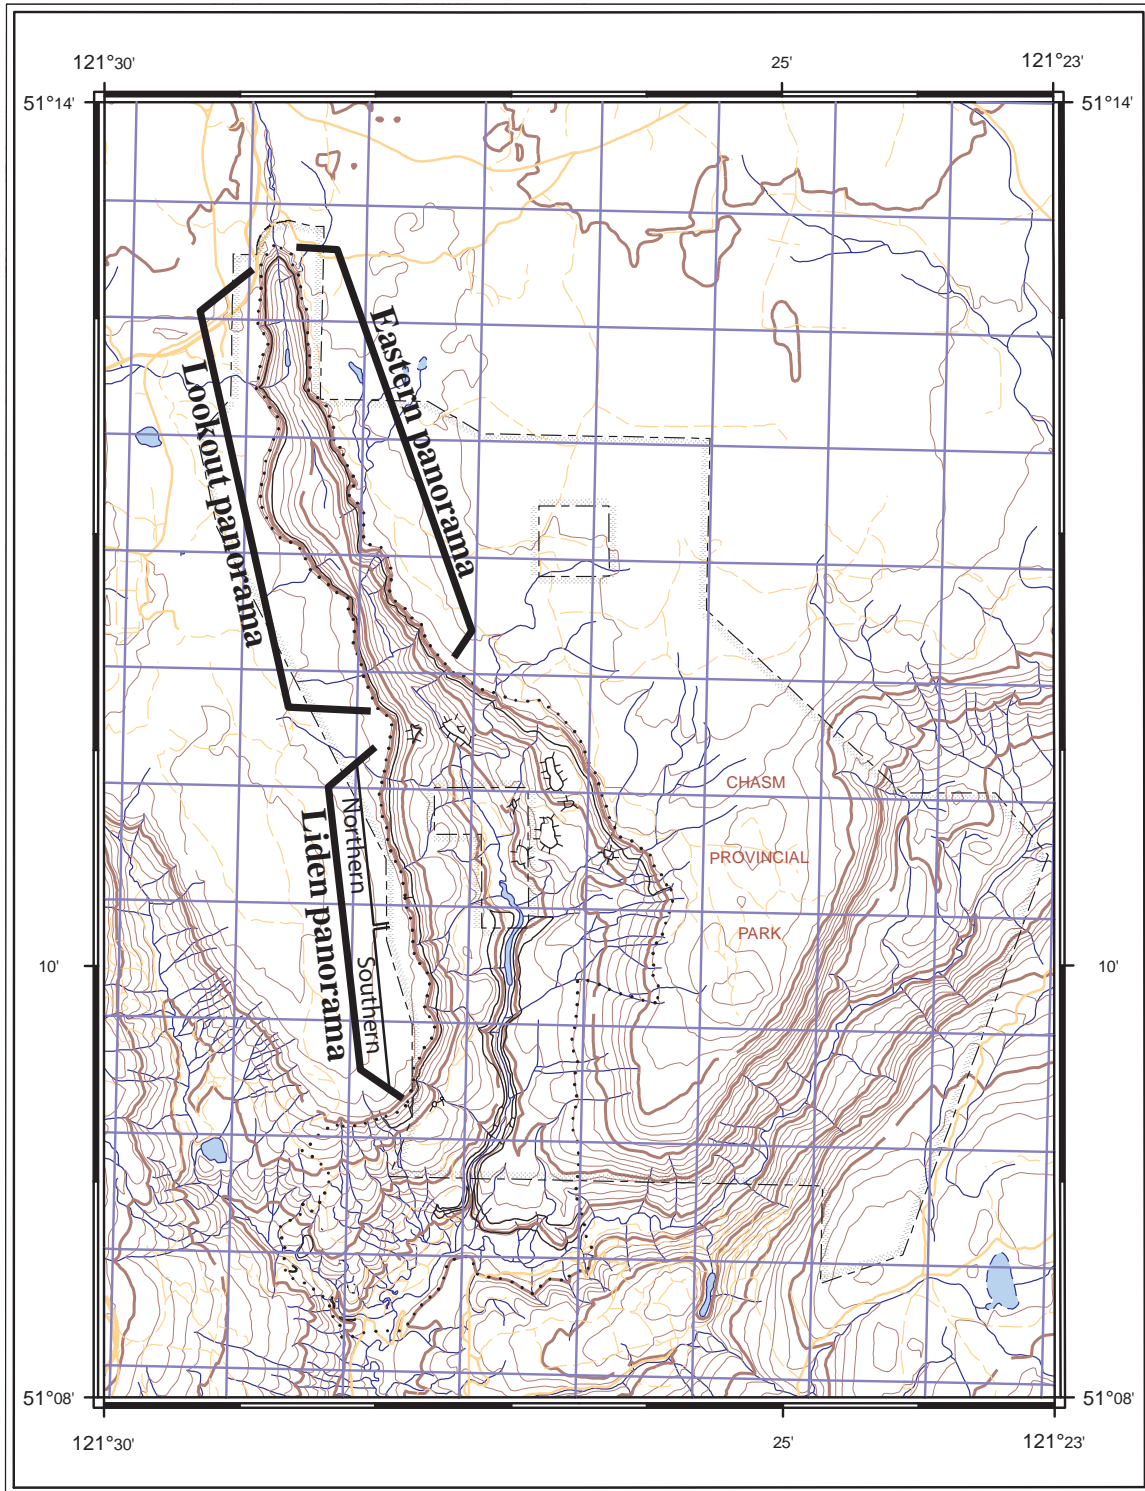 121°30'
25'
121°23'
51°14'
51°14'
Eastern panorama
Lookout panorama
CHASM
Northern
Liden panorama
PROVINCIAL
PARK
Southern
10'
10'
51°08'
51°08'
121°30'
25'
121°23'